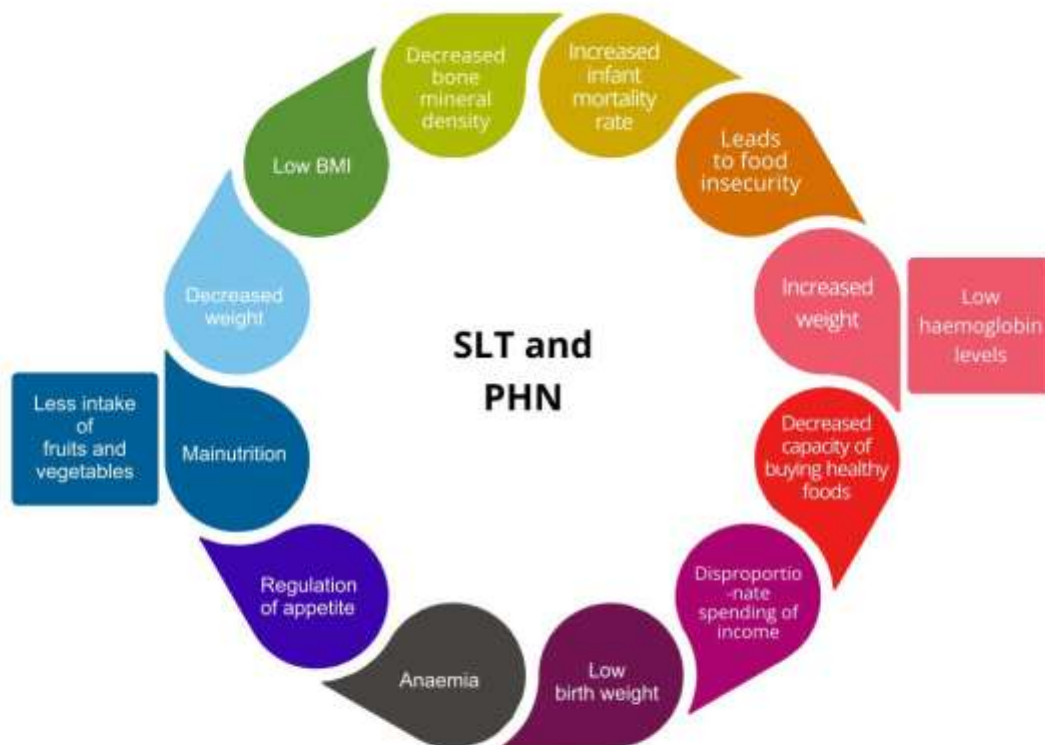 Decreased
bone
mineral
density
Increased
infant
mortality
rate
Leads
to food
insecurity
Increased
weight
Low
haemoglobin
levels
Decreased
capacity of
buying healthy
foods
Disproportio
-nate
spending of
income
Low
birth weight
Anaemia
Regulation
of appetite
Mainutrition
Less intake
of
fruits and
vegetables
Decreased
weight
Low BMI
SLT and
PHN